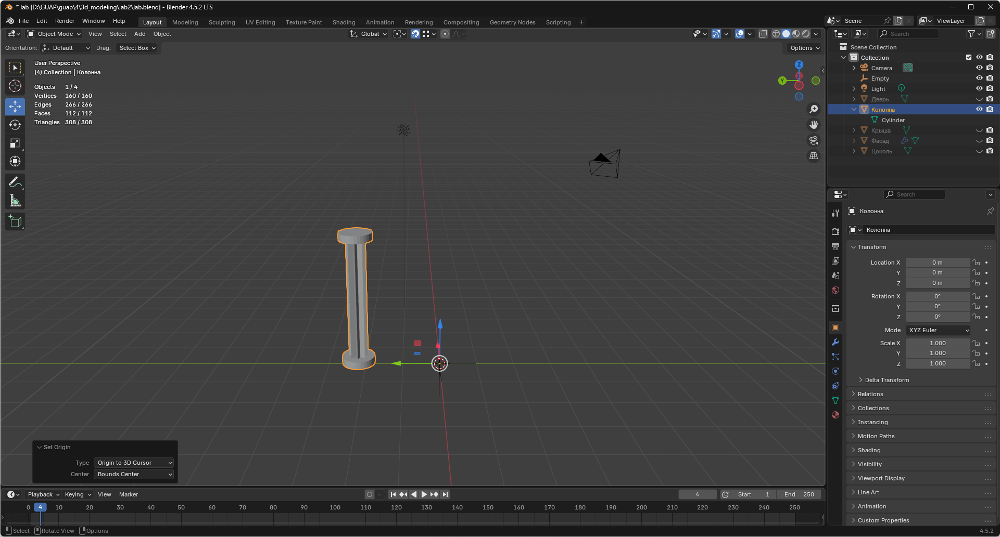 * lab [D:\GUAP\guap\4\3d_modeling\lab2\lab.blend] - Blender 4.5.2 LTS
File Edit Render Window Help Layout Modeling Sculpting UV Editing Texture Paint Shading Animation Rendering Compositing Geometry Nodes Scripting + Scene ViewLayer
Object Mode View Select Add Object Global Search
Orientation: Default Drag: Select Box Options
User Perspective
(4) Collection | Колонна
Objects 1 / 4
Vertices 160 / 160
Edges 266 / 266
Faces 112 / 112
Triangles 308 / 308
Z
Y
Scene Collection
Collection
Camera
Empty
Light
Дверь
Колонна
Cylinder
Крыша
Фасад
Цоколь
Search
Колонна
Колонна
Transform
Location X 0 m
Y 0 m
Z 0 m
Rotation X 0°
Y 0°
Z 0°
Mode XYZ Euler
Scale X 1.000
Y 1.000
Z 1.000
Delta Transform
Relations
Collections
Instancing
Motion Paths
Shading
Visibility
Viewport Display
Line Art
Animation
Custom Properties
Set Origin
Type Origin to 3D Cursor
Center Bounds Center
Playback Keying View Marker 4 Start 1 End 250
0 4 10 20 30 40 50 60 70 80 90 100 110 120 130 140 150 160 170 180 190 200 210 220 230 240 250
Select Rotate View Options 4.5.2